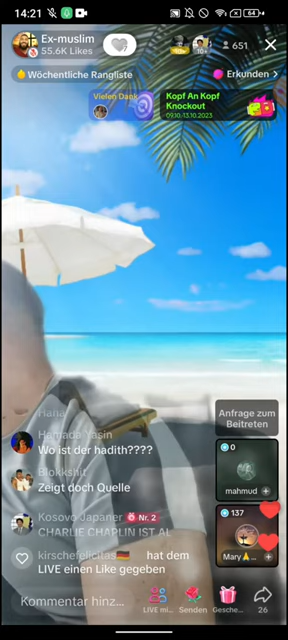 14:21
64
Ex-muslim
55.6K Likes
651
Wöchentliche Rangliste
Erkunden >
Vielen Dank
Kopf An Kopf
Knockout
09.10-13.10.2023
Halla
Hamada Yasin
Wo ist der hadith????
Blokkshit
Zeigt doch Quelle
Kosovo Japaner Nr. 2
CHARLIE CHAPLIN IST AL
kirschefelicitas hat dem
LIVE einen Like gegeben
Anfrage zum
Beitreten
0
mahmud +
137
Mary ... +
Kommentar hinz...
LIVE mi...
Senden
Gesche...
26